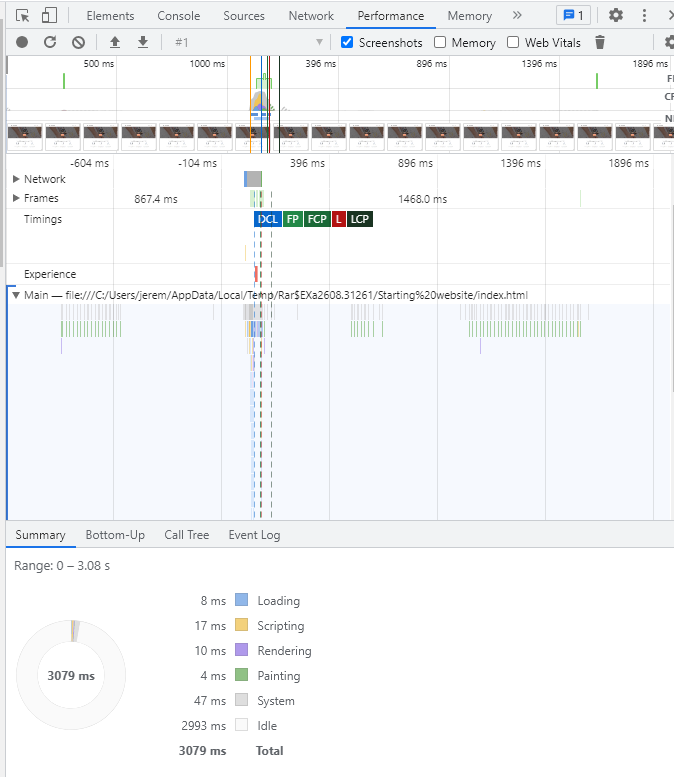 Elements Console Sources Network Performance Memory » 1
#1 Screenshots Memory Web Vitals
500 ms 1000 ms 396 ms 896 ms 1396 ms 1896 ms
-604 ms -104 ms 396 ms 896 ms 1396 ms 1896 ms
Network
Frames 867.4 ms 1468.0 ms
Timings DCL FP FCP L LCP
Experience
Main — file:///C:/Users/jerem/AppData/Local/Temp/Rar$EXa2608.31261/Starting%20website/index.html
Summary Bottom-Up Call Tree Event Log
Range: 0 – 3.08 s
8 ms Loading
17 ms Scripting
10 ms Rendering
3079 ms 4 ms Painting
47 ms System
2993 ms Idle
3079 ms Total